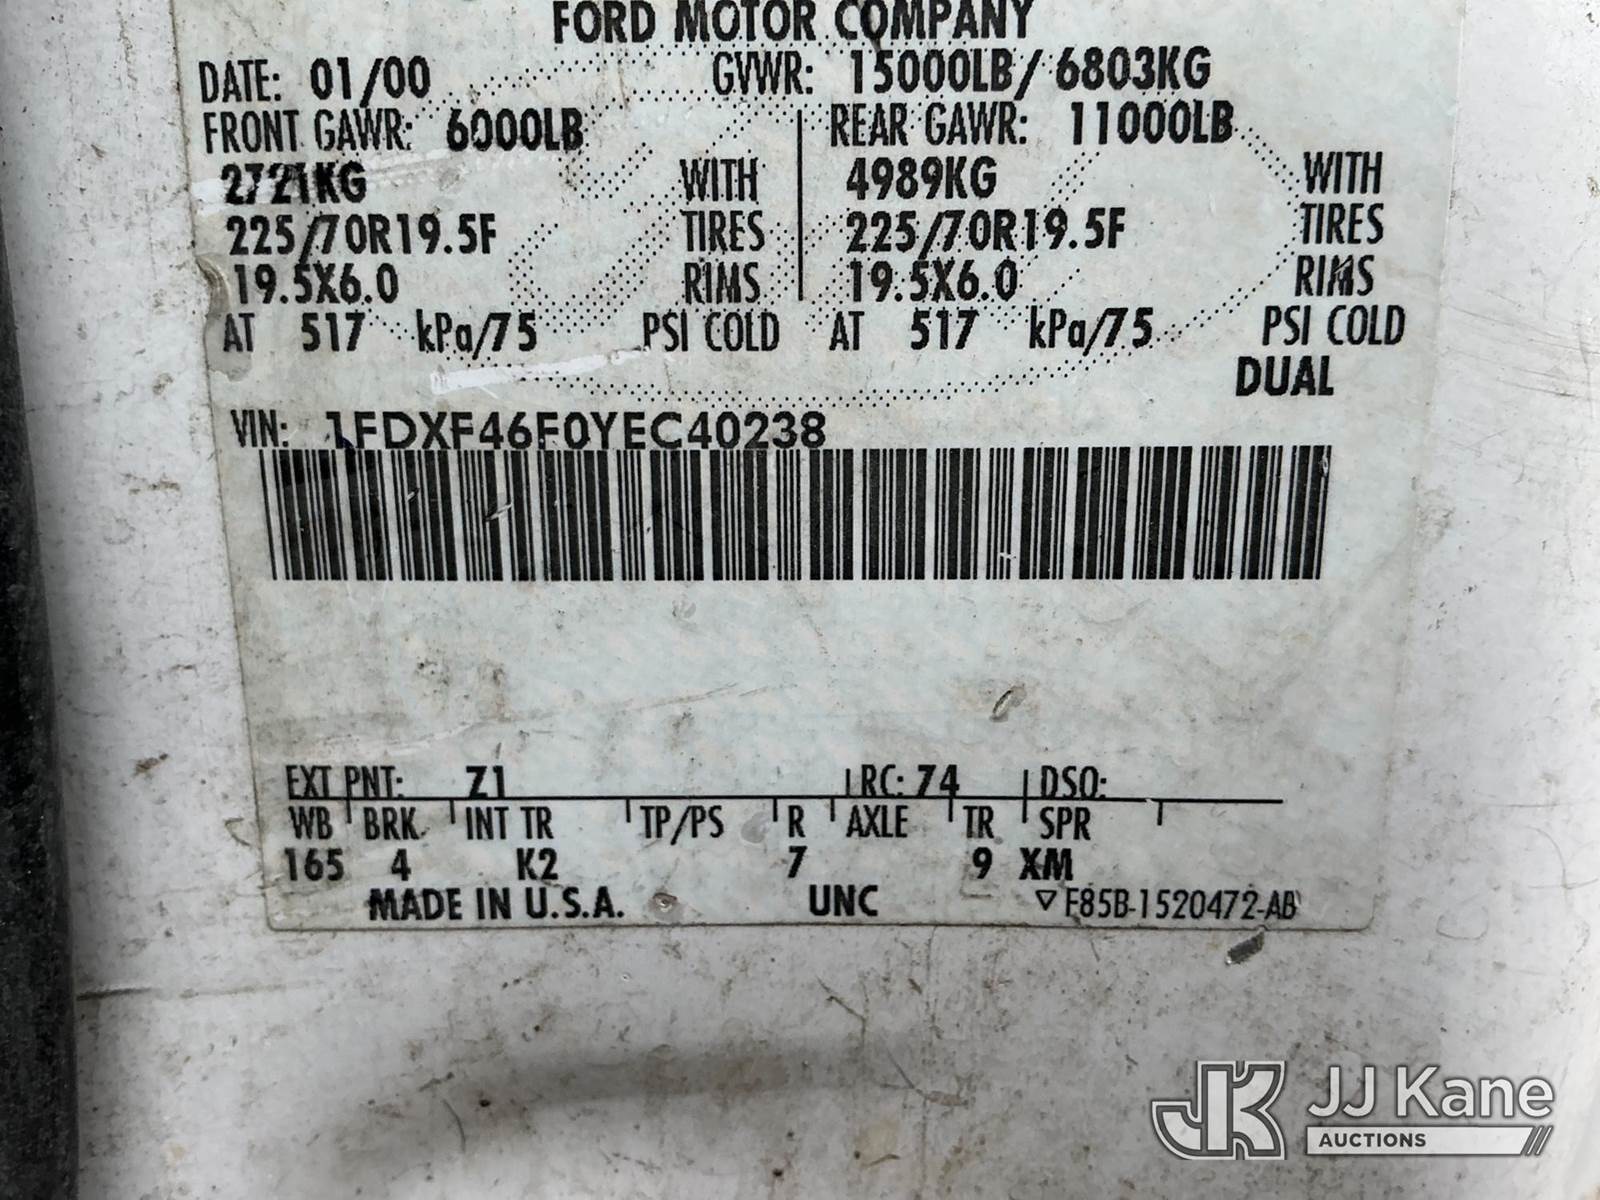 FORD MOTOR COMPANY
DATE: 01/00 GVWR: 15000LB/ 6803KG
FRONT GAWR: 6000LB REAR GAWR: 11000LB
2721KG WITH 4989KG WITH
225/70R19.5F TIRES 225/70R19.5F TIRES
19.5X6.0 RIMS 19.5X6.0 RIMS
AT 517 kPa/75 PSI COLD AT 517 kPa/75 PSI COLD
DUAL
VIN: 1FDXF46F0YEC40238
EXT PNT: Z1 RC: 74 DSO:
WB BRK INT TR TP/PS R AXLE TR SPR
165 4 K2 7 9 XM
MADE IN U.S.A. UNC ▽F85B-1520472-AB
JK JJ Kane
AUCTIONS